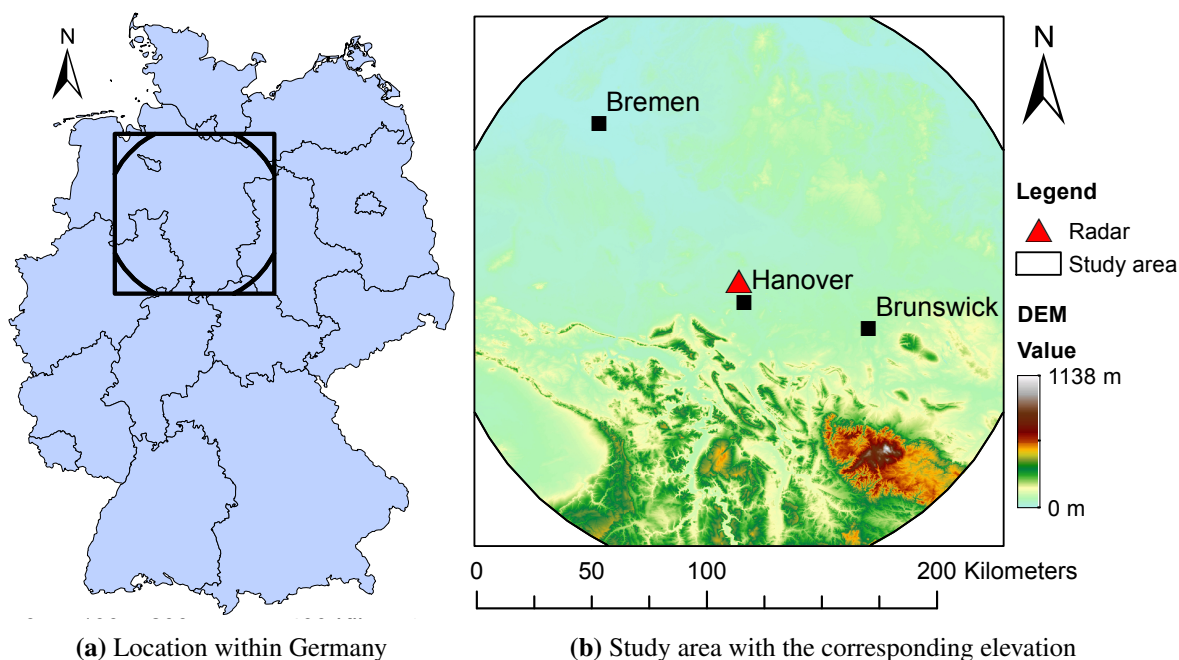 N
N
Bremen
Hanover
Brunswick
Legend
Radar
Study area
DEM
Value
1138 m
0 m
0 50 100 200 Kilometers
(a) Location within Germany
(b) Study area with the corresponding elevation